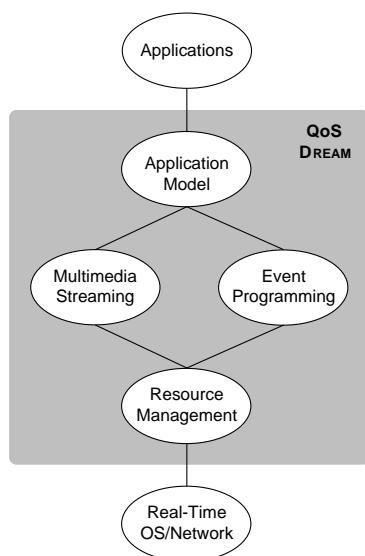 Applications
QoS
DREAM
Application
Model
Multimedia
Streaming
Event
Programming
Resource
Management
Real-Time
OS/Network